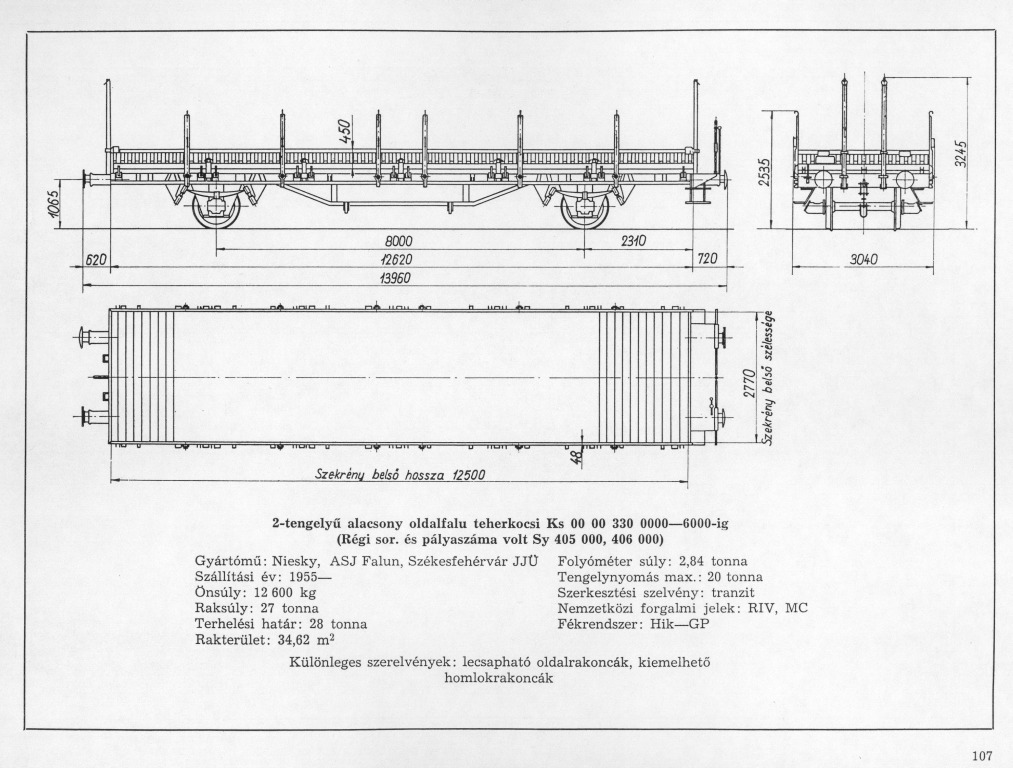 450
1065
2535
3245
8000
2310
620
12620
720
13960
3040
2770
Szekrény belső szélessége
48
Szekrény belső hossza 12500
2-tengelyű alacsony oldalfalu teherkocsi Ks 00 00 330 0000—6000-ig
(Régi sor. és pályaszáma volt Sy 405 000, 406 000)
Gyártómű: Niesky, ASJ Falun, Székesfehérvár JJÜ
Szállítási év: 1955—
Önsúly: 12 600 kg
Raksúly: 27 tonna
Terhelési határ: 28 tonna
Rakterület: 34,62 m²
Folyóméter súly: 2,84 tonna
Tengelynyomás max.: 20 tonna
Szerkesztési szelvény: tranzit
Nemzetközi forgalmi jelek: RIV, MC
Fékrendszer: Hik—GP
Különleges szerelvények: lecsapható oldalrakoncák, kiemelhető
homlokrakoncák
107